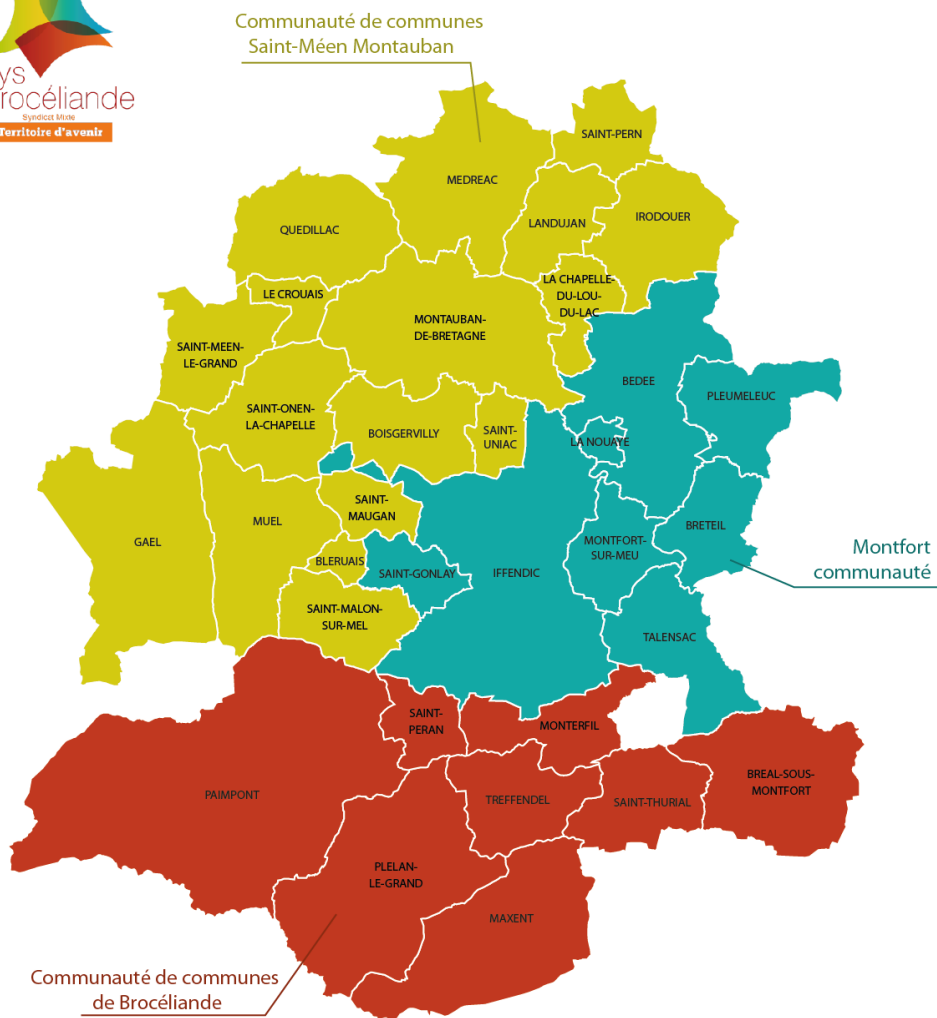 Communauté de communes
Saint-Méen Montauban
ys
rocéliande
Syndicat Mixte
Territoire d'avenir
SAINT-PERN
MEDREAC
LANDUJAN
IRODOUER
QUEDILLAC
LA CHAPELLE-
DU-LOU-
DU-LAC
LE CROUAIS
MONTAUBAN-
DE-BRETAGNE
SAINT-MEEN-
LE-GRAND
BEDEE
PLEUMELEUC
SAINT-ONEN-
LA-CHAPELLE
BOISGERVILLY
SAINT-
UNIAC
LA NOUAYE
SAINT-
MAUGAN
MUEL
GAEL
BRETEIL
MONTFORT-
SUR-MEU
Montfort
communauté
BLERUAIS
SAINT-GONLAY
IFFENDIC
SAINT-MALON-
SUR-MEL
TALENSAC
SAINT-
PERAN
MONTERFIL
BREAL-SOUS-
MONTFORT
PAIMPONT
TREFFENDEL
SAINT-THURIAL
PLELAN-
LE-GRAND
MAXENT
Communauté de communes
de Brocéliande